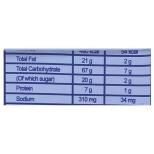 Total Fat 21 g 2 g
Total Carbohydrate 67 g 7 g
(Of which sugar) 20 g 2 g
Protein 7 g 1 g
Sodium 310 mg 34 mg